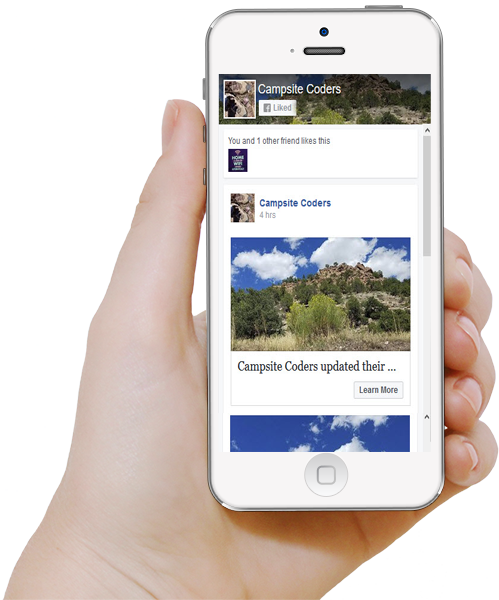 Campsite Coders
Liked
You and 1 other friend likes this
HOME
WIFI
Campsite Coders
4 hrs
Campsite Coders updated their ...
Learn More